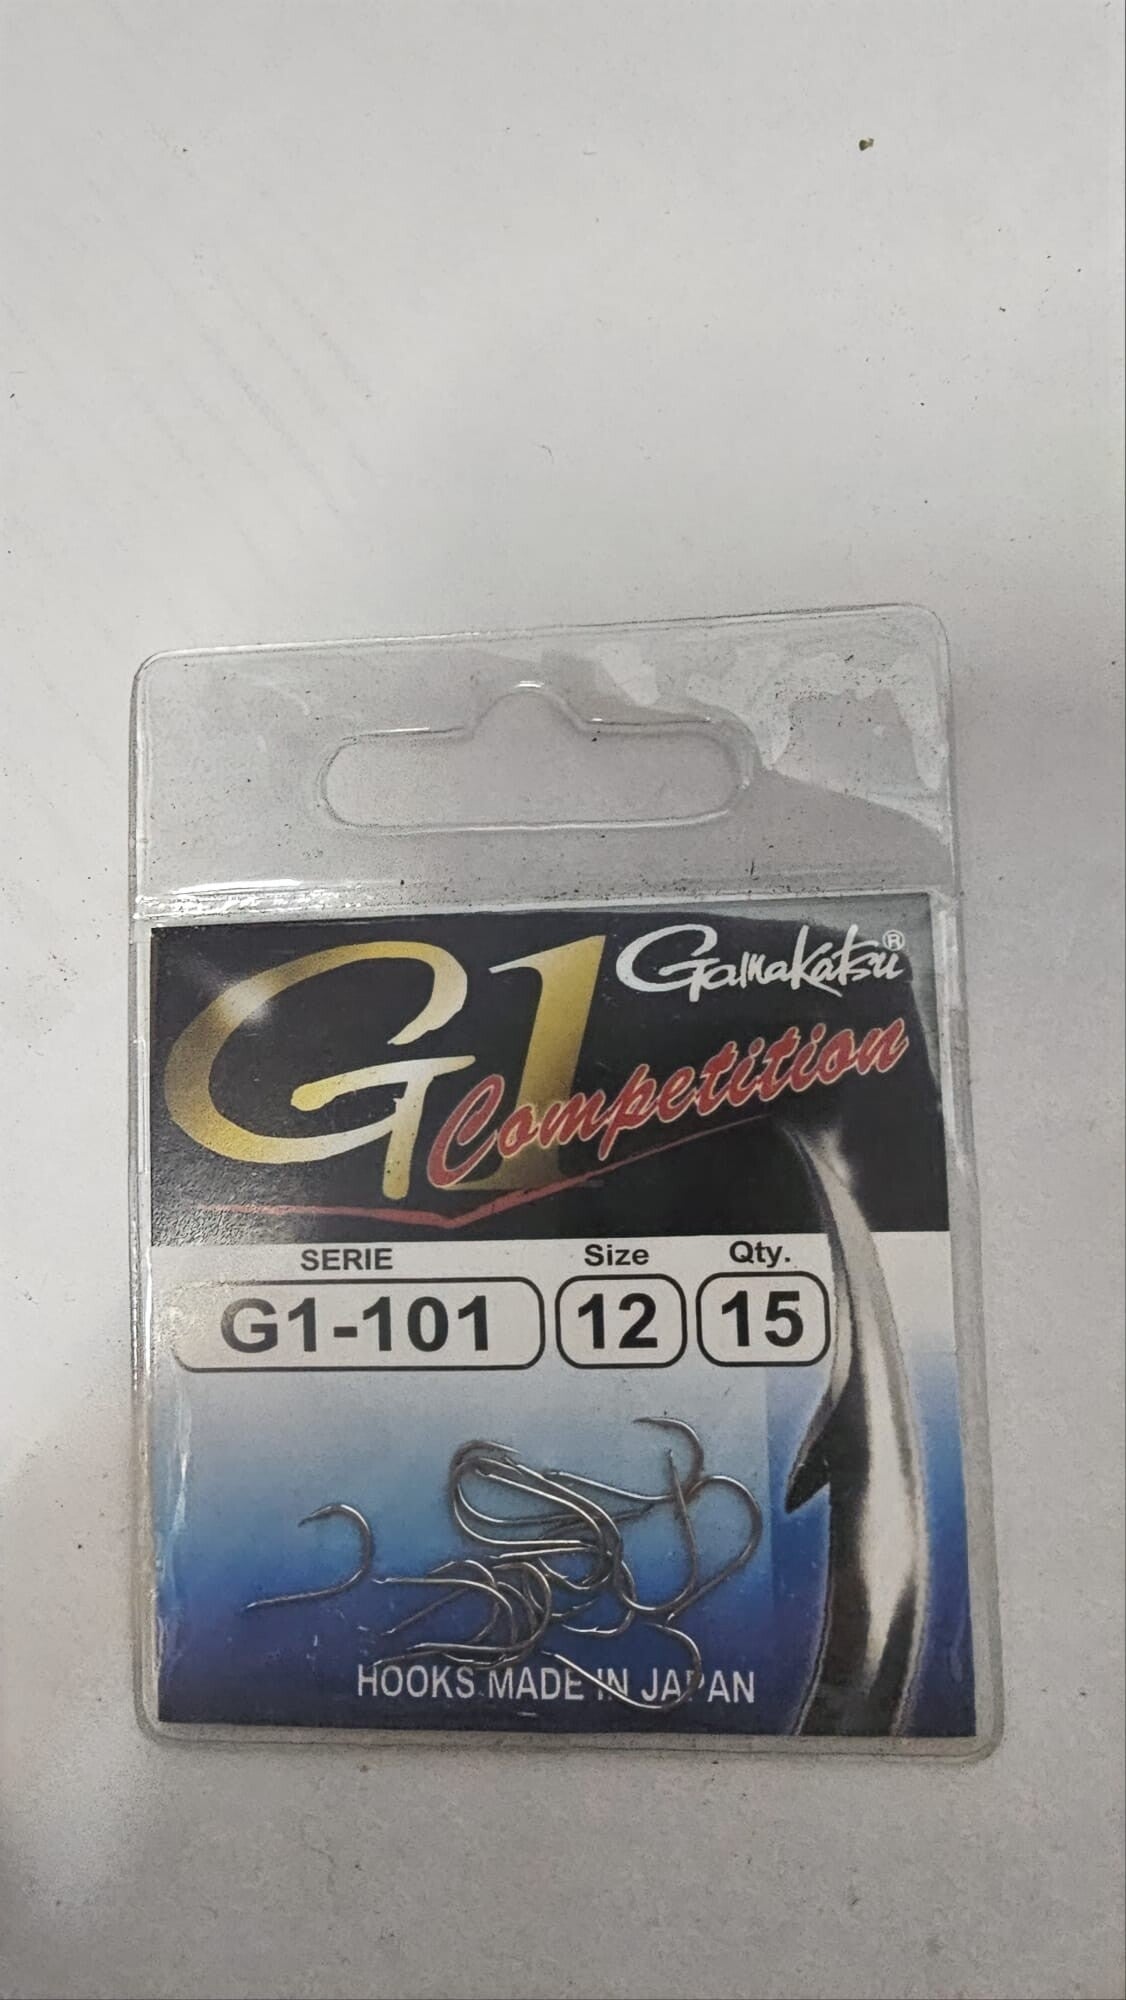 G1
Gamakatsu®
Competition
SERIE Size Qty.
G1-101 12 15
HOOKS MADE IN JAPAN